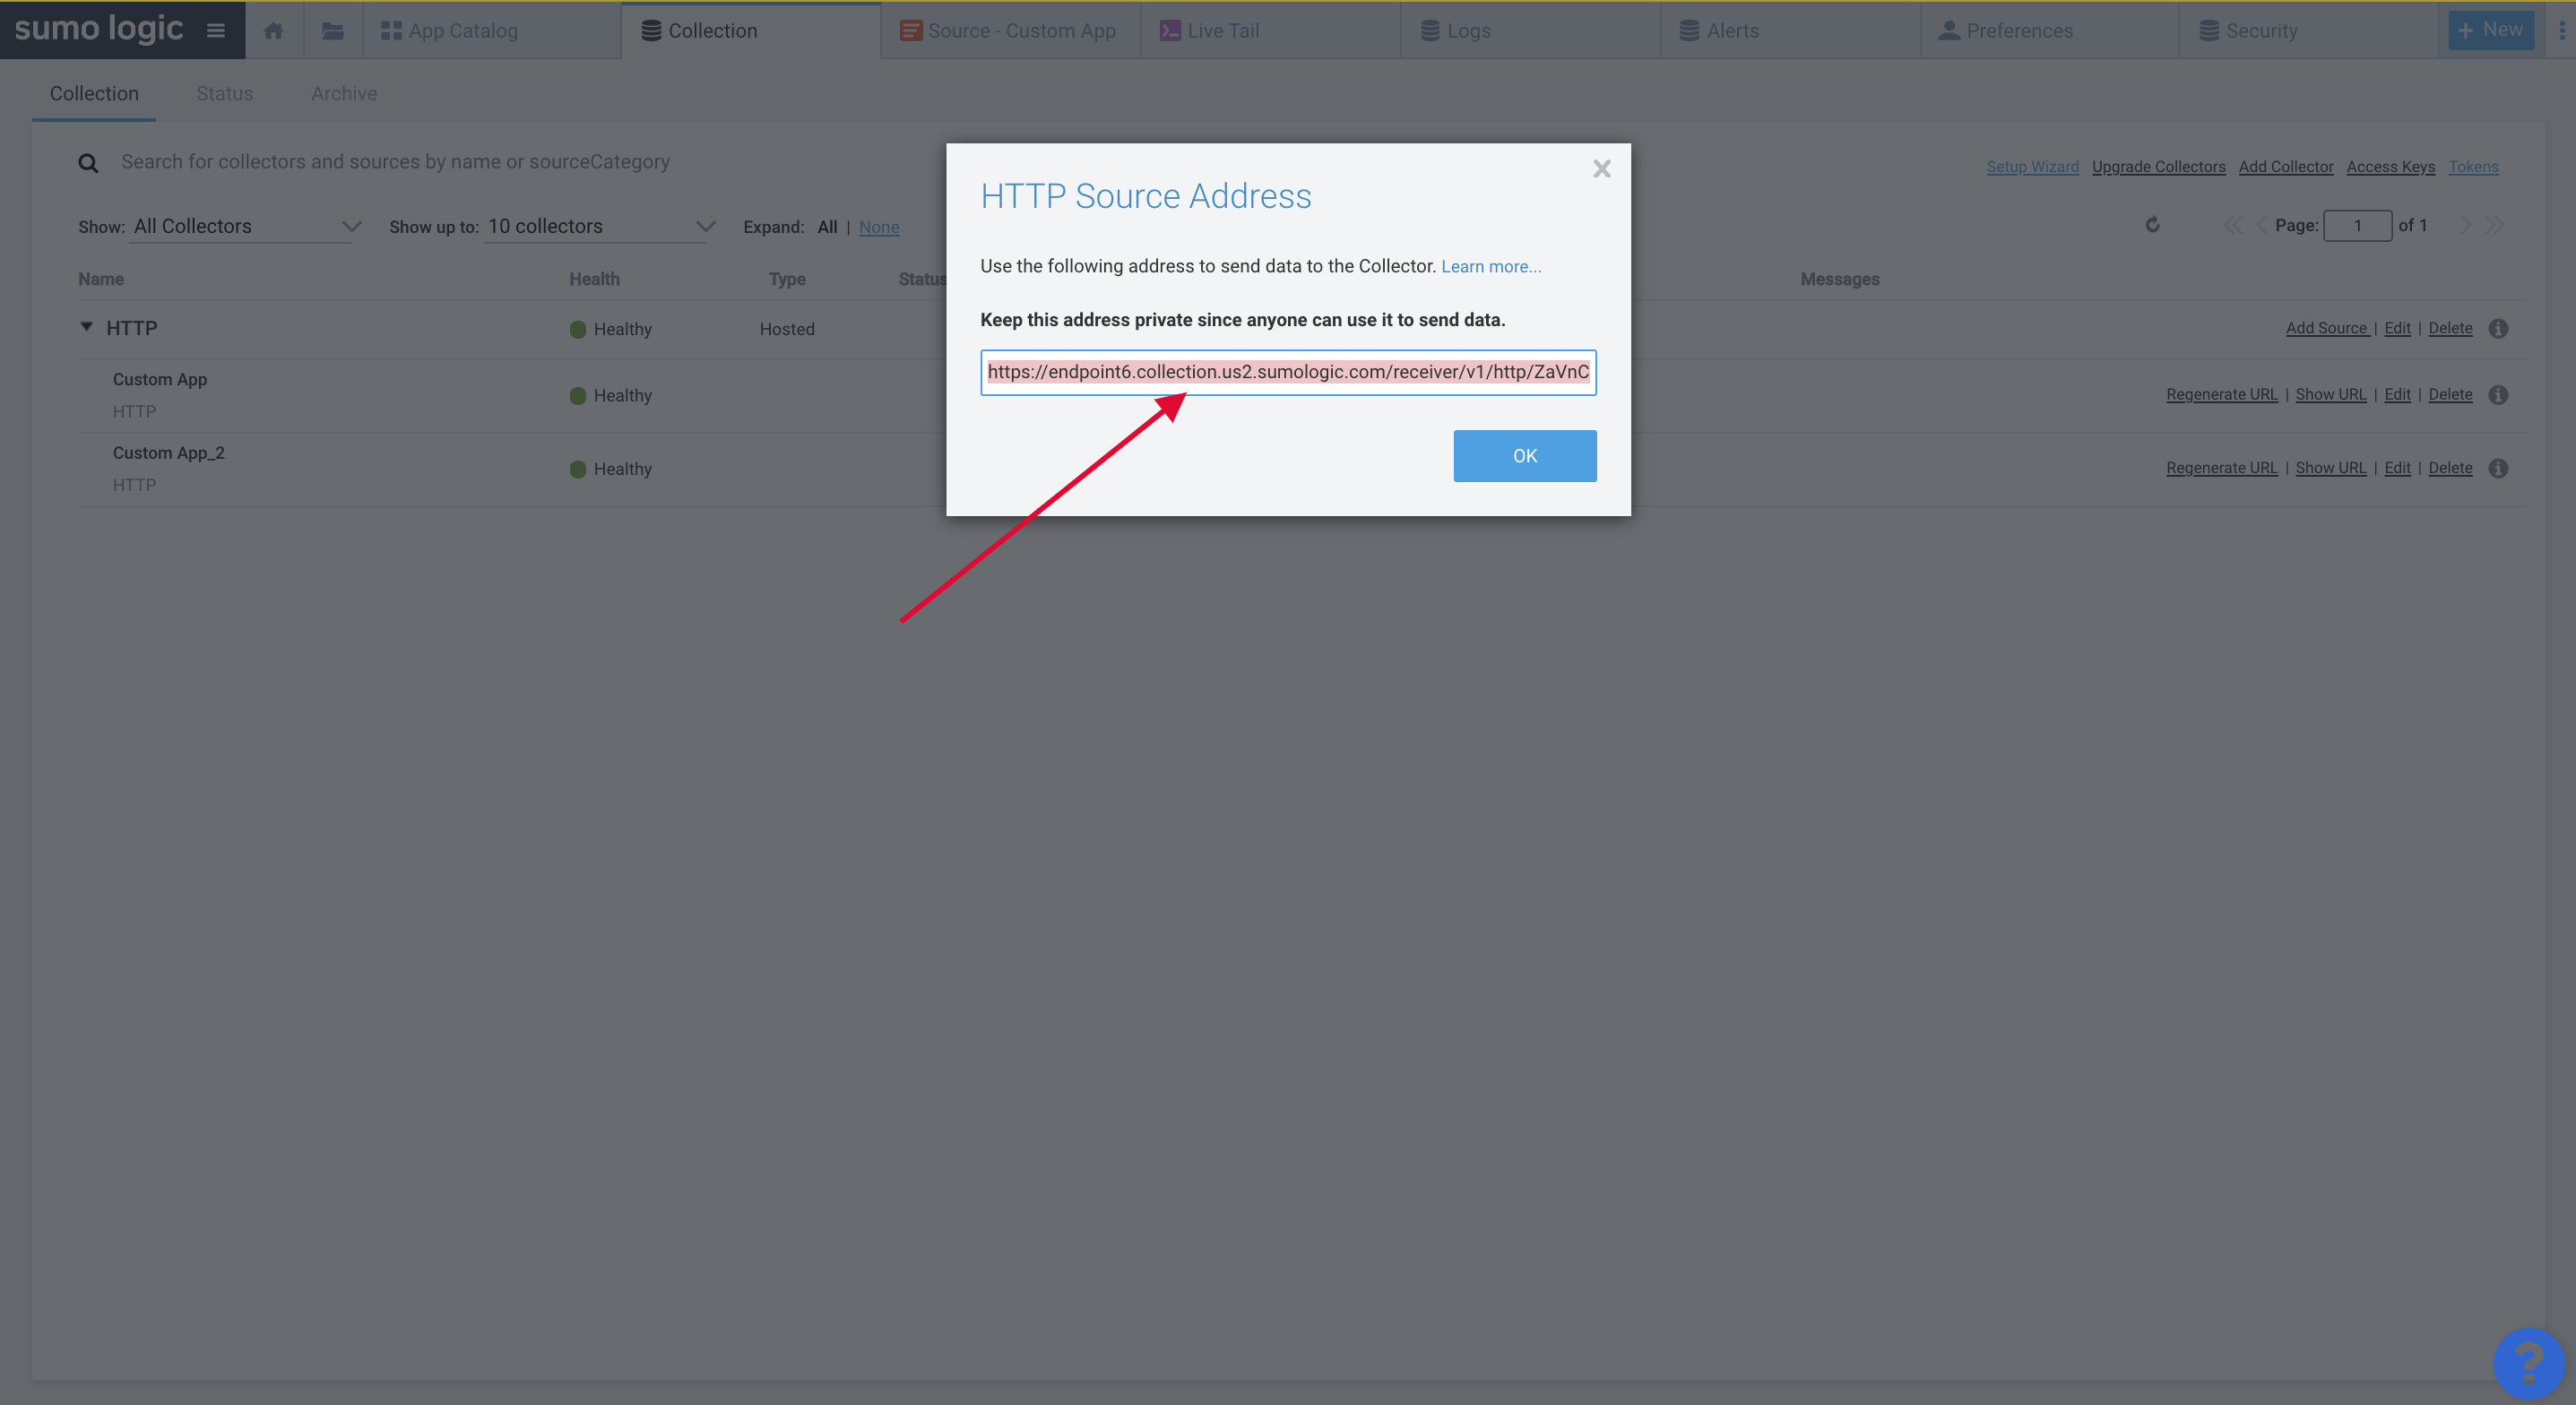 sumo logic
App Catalog
Collection
Source - Custom App
Live Tail
Logs
Alerts
Preferences
Security
+ New
Collection Status Archive
Search for collectors and sources by name or sourceCategory
Setup Wizard Upgrade Collectors Add Collector Access Keys Tokens
Show: All Collectors Show up to: 10 collectors Expand: All | None
Page: 1 of 1
Name Health Type Status Messages
HTTP Healthy Hosted Add Source | Edit | Delete
Custom App
HTTP
Healthy
Regenerate URL | Show URL | Edit | Delete
Custom App_2
HTTP
Healthy
Regenerate URL | Show URL | Edit | Delete
HTTP Source Address
Use the following address to send data to the Collector. Learn more...
Keep this address private since anyone can use it to send data.
https://endpoint6.collection.us2.sumologic.com/receiver/v1/http/ZaVnC
OK
?